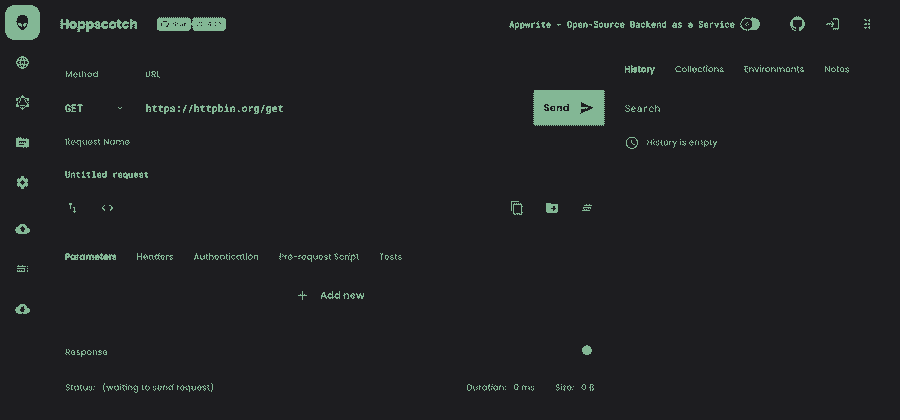 Hoppscotch
Star
Appwrite - Open-Source Backend as a Service
Method URL
GET https://httpbin.org/get
Send
Request Name
Untitled request
Parameters Headers Authentication Pre-request Script Tests
Add new
Response
Status: (waiting to send request) Duration: 0 ms Size: 0 B
History Collections Environments Notes
Search
History is empty